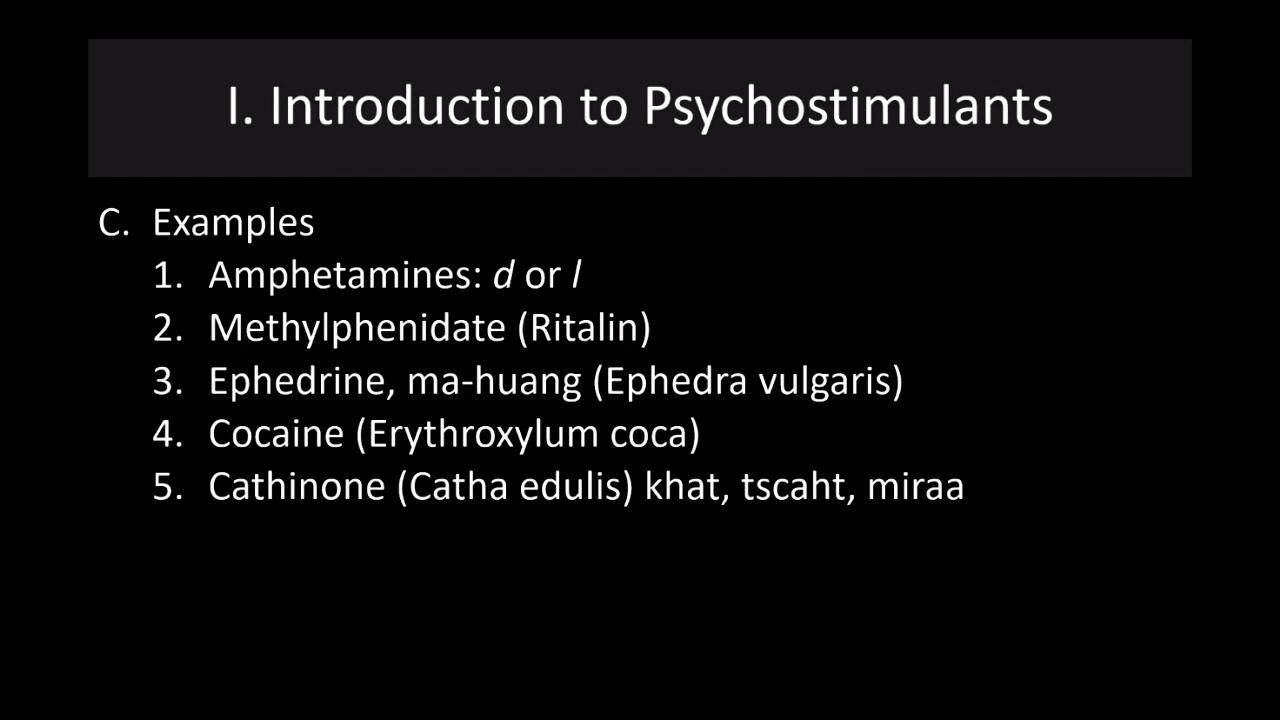 I. Introduction to Psychostimulants
C. Examples
1. Amphetamines: d or l
2. Methylphenidate (Ritalin)
3. Ephedrine, ma-huang (Ephedra vulgaris)
4. Cocaine (Erythroxylum coca)
5. Cathinone (Catha edulis) khat, tscaht, miraa